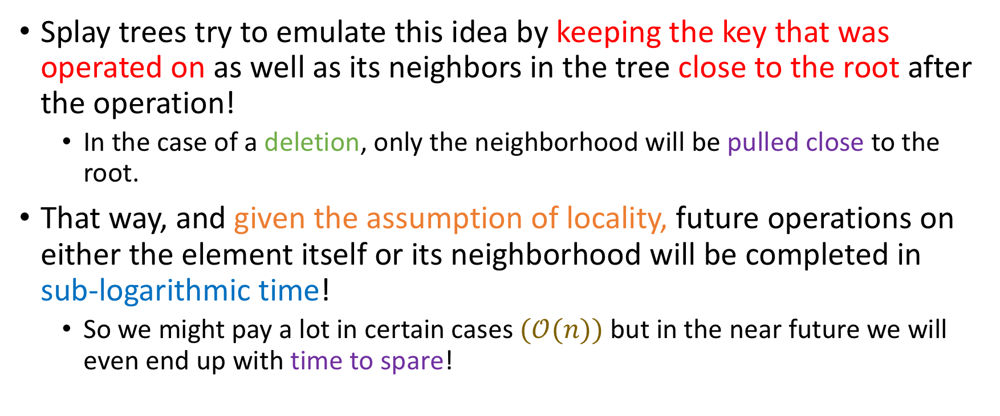 • Splay trees try to emulate this idea by keeping the key that was
operated on as well as its neighbors in the tree close to the root after
the operation!
• In the case of a deletion, only the neighborhood will be pulled close to the
root.
• That way, and given the assumption of locality, future operations on
either the element itself or its neighborhood will be completed in
sub-logarithmic time!
• So we might pay a lot in certain cases (𝒪(𝑛)) but in the near future we will
even end up with time to spare!